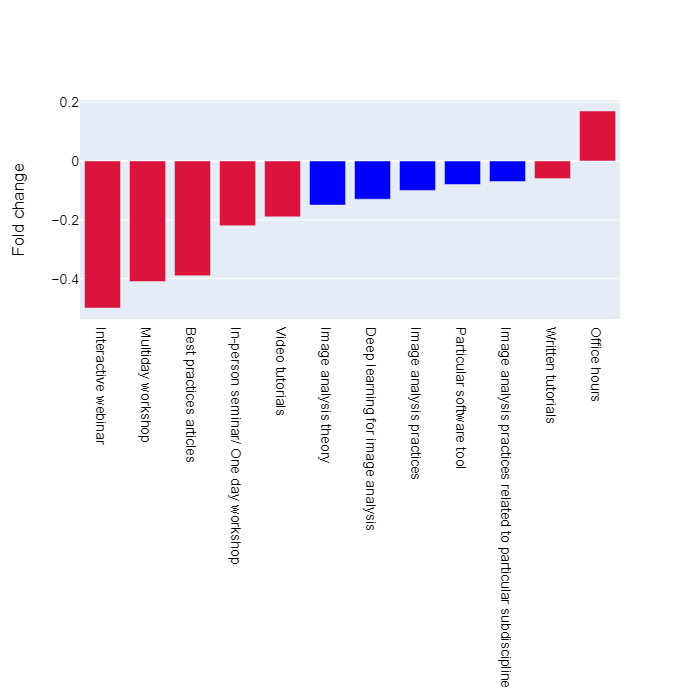 0.2
0
−0.2
−0.4
Fold change
Interactive webinar
Multiday workshop
Best practices articles
In-person seminar/ One day workshop
Video tutorials
Image analysis theory
Deep learning for image analysis
Image analysis practices
Particular software tool
Image analysis practices related to particular subdiscipline
Written tutorials
Office hours